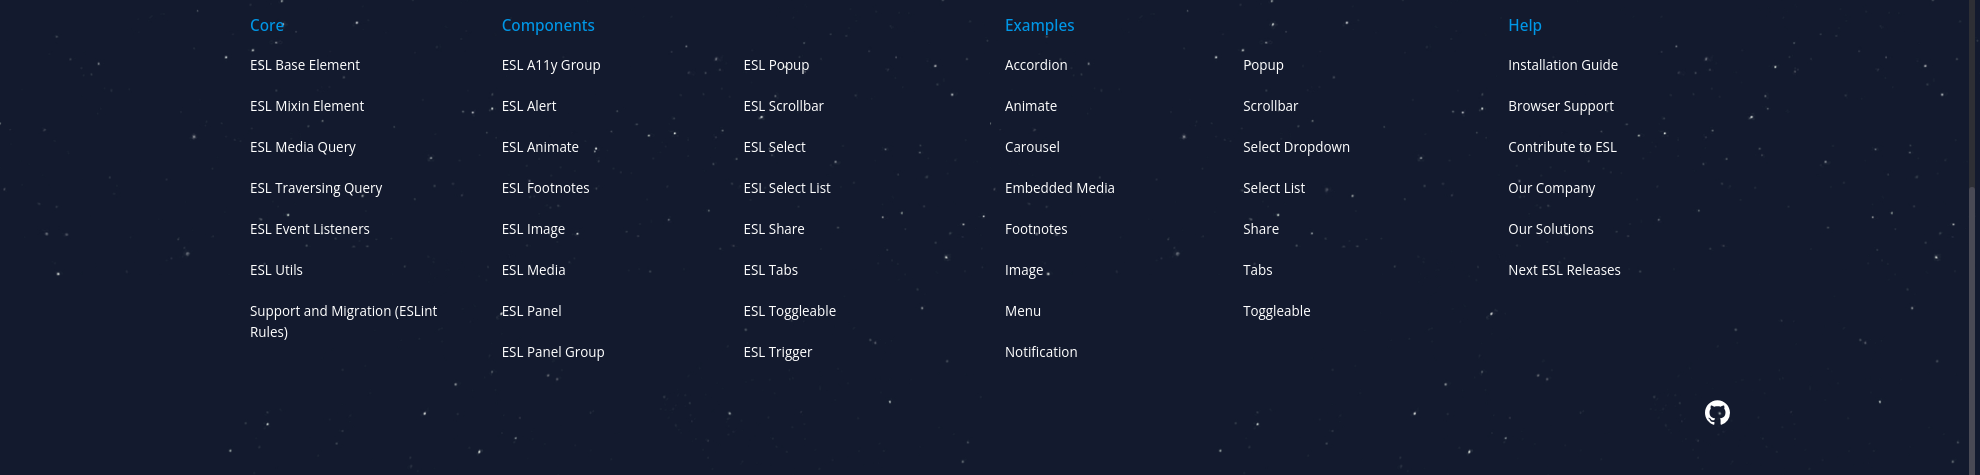 Core
ESL Base Element
ESL Mixin Element
ESL Media Query
ESL Traversing Query
ESL Event Listeners
ESL Utils
Support and Migration (ESLint
Rules)
Components
ESL A11y Group
ESL Alert
ESL Animate
ESL Footnotes
ESL Image
ESL Media
ESL Panel
ESL Panel Group
ESL Popup
ESL Scrollbar
ESL Select
ESL Select List
ESL Share
ESL Tabs
ESL Toggleable
ESL Trigger
Examples
Accordion
Animate
Carousel
Embedded Media
Footnotes
Image
Menu
Notification
Popup
Scrollbar
Select Dropdown
Select List
Share
Tabs
Toggleable
Help
Installation Guide
Browser Support
Contribute to ESL
Our Company
Our Solutions
Next ESL Releases